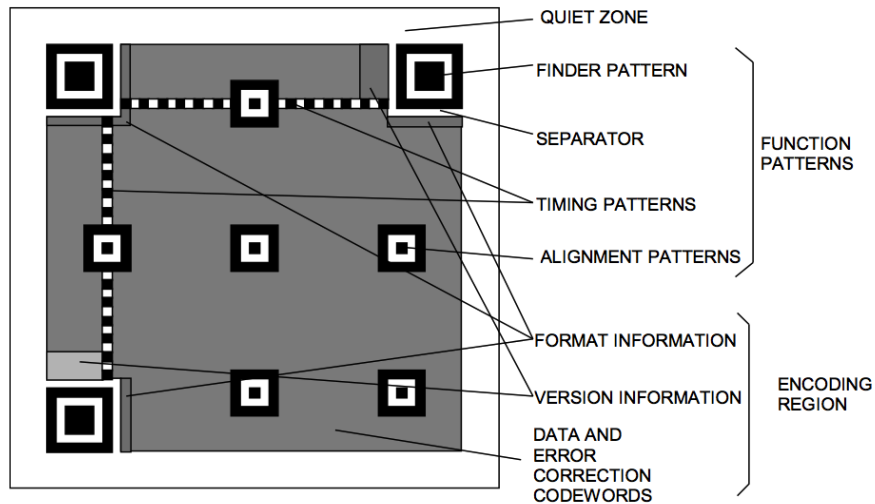 QUIET ZONE
FINDER PATTERN
SEPARATOR
FUNCTION
PATTERNS
TIMING PATTERNS
ALIGNMENT PATTERNS
FORMAT INFORMATION
VERSION INFORMATION
ENCODING
REGION
DATA AND
ERROR
CORRECTION
CODEWORDS